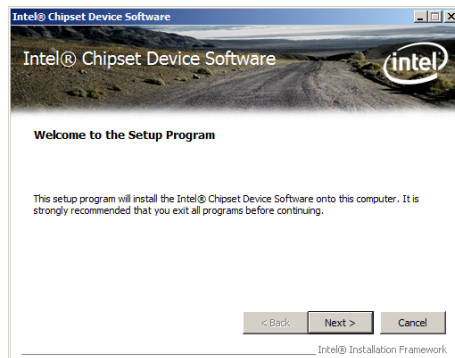 Intel® Chipset Device Software
Intel® Chipset Device Software
intel
Welcome to the Setup Program
This setup program will install the Intel® Chipset Device Software onto this computer. It is
strongly recommended that you exit all programs before continuing.
< Back Next > Cancel
Intel® Installation Framework